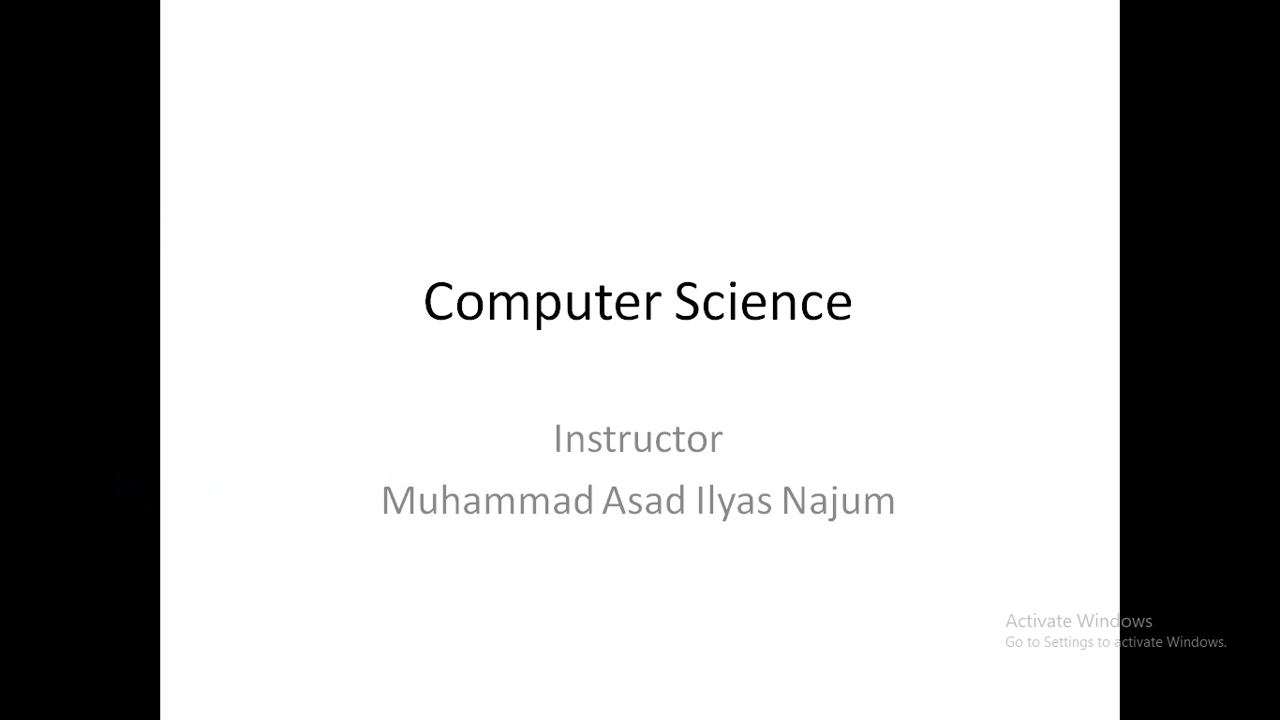 Computer Science
Instructor
Muhammad Asad Ilyas Najum
Activate Windows
Go to Settings to activate Windows.